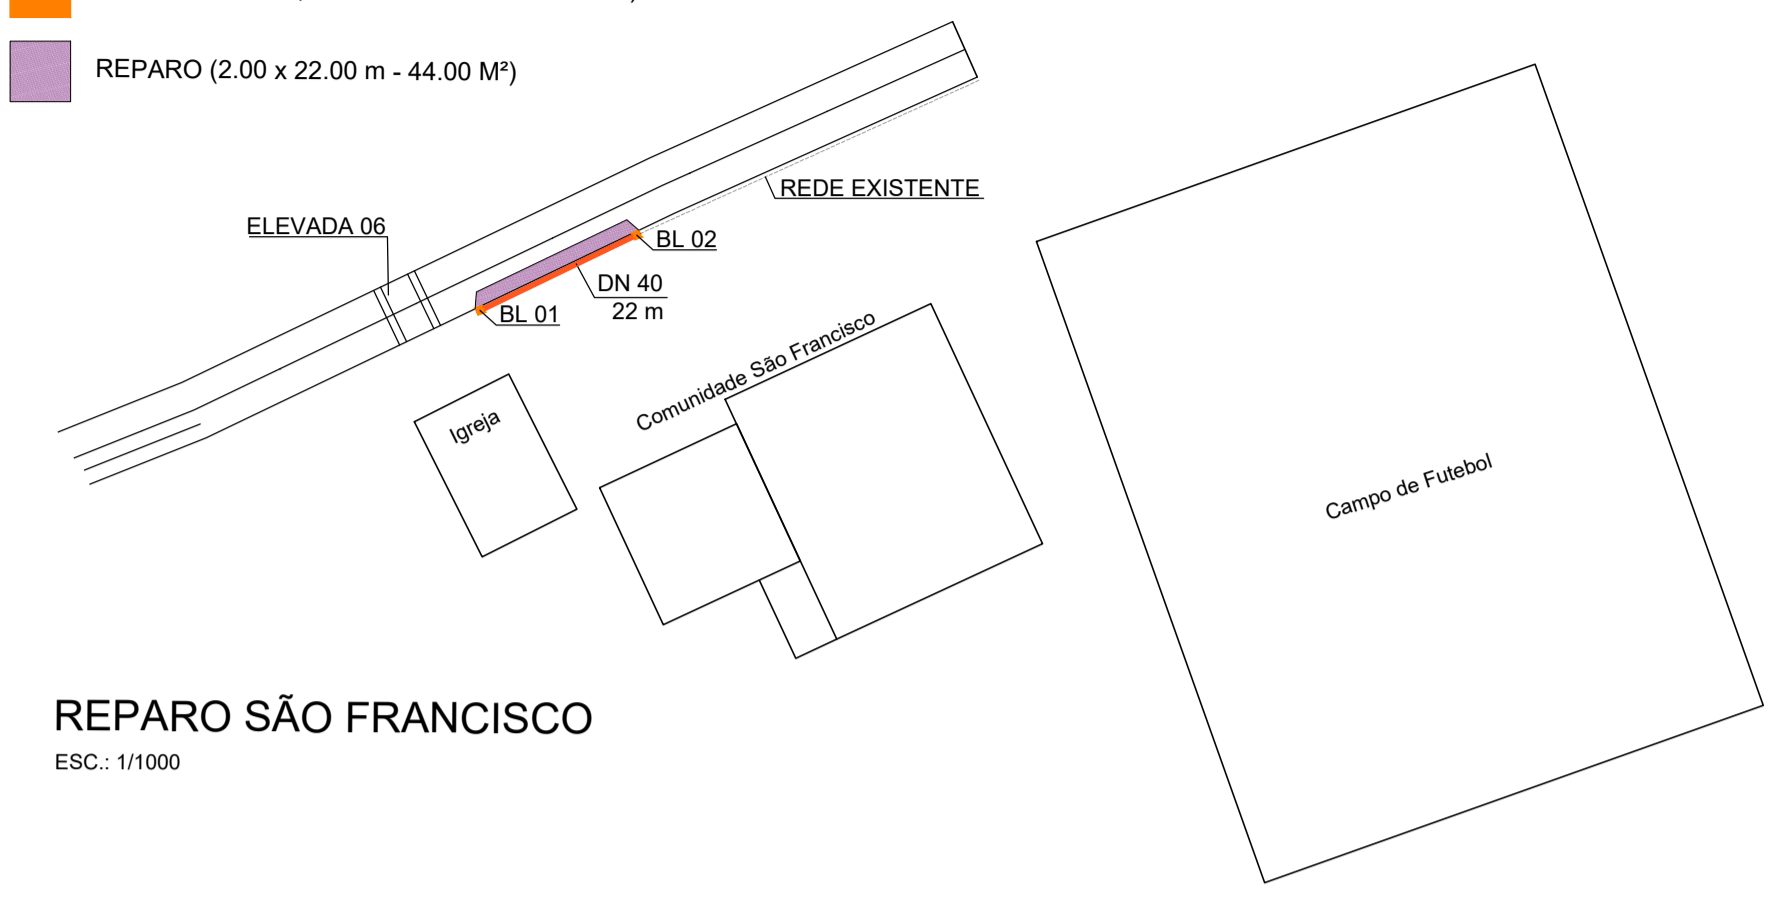 REPARO (2.00 x 22.00 m - 44.00 M²)
REDE EXISTENTE
ELEVADA 06
BL 02
DN 40
22 m
BL 01
Comunidade São Francisco
Igreja
Campo de Futebol
REPARO SÃO FRANCISCO
ESC.: 1/1000